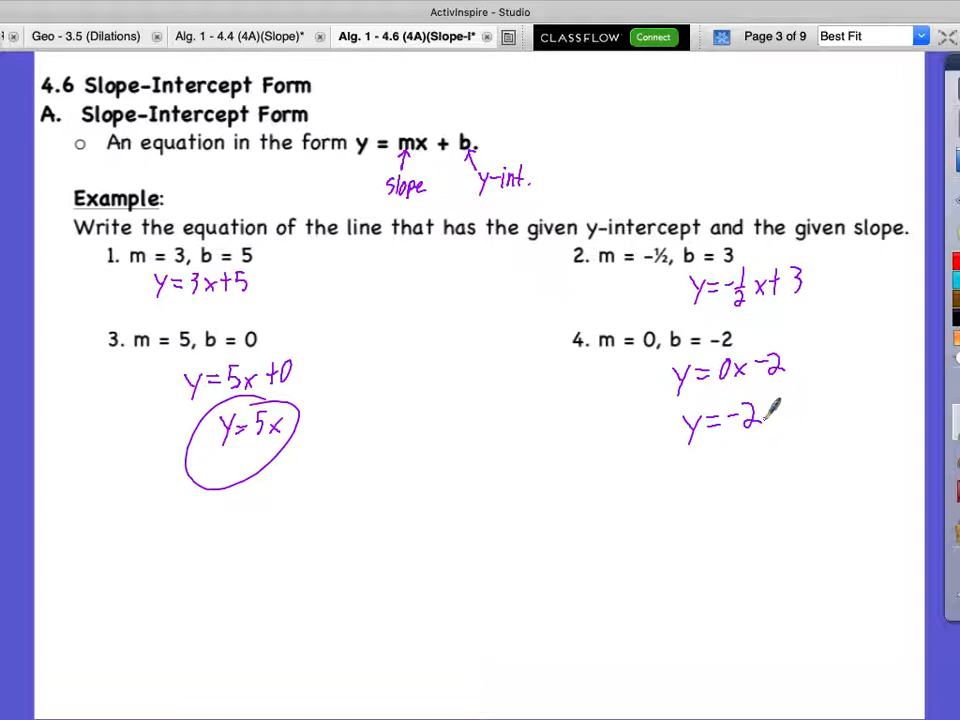 ActivInspire - Studio
Geo - 3.5 (Dilations)
Alg. 1 - 4.4 (4A)(Slope)*
Alg. 1 - 4.6 (4A)(Slope-I*
CLASSFLOW
Connect
Page 3 of 9
Best Fit
4.6 Slope-Intercept Form
A. Slope-Intercept Form
o An equation in the form y = mx + b.
slope
y-int.
Example:
Write the equation of the line that has the given y-intercept and the given slope.
1. m = 3, b = 5
2. m = -½, b = 3
y=3x+5
y=-1/2 x+3
3. m = 5, b = 0
4. m = 0, b = -2
y=5x+0
y=0x-2
y=5x
y=-2